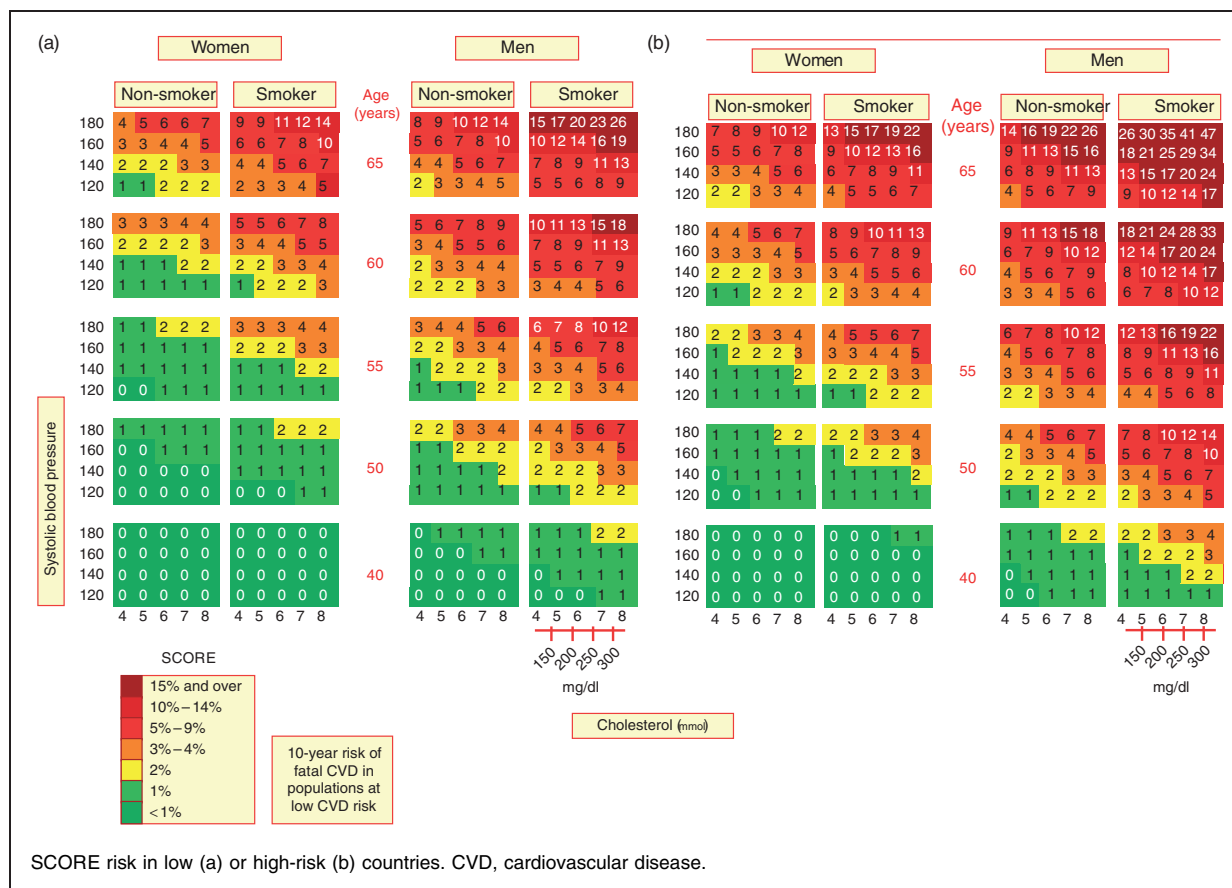 (a)
Women Men
Non-smoker Smoker Age (years) Non-smoker Smoker
180 4 5 6 6 7 9 9 11 12 14 8 9 10 12 14 15 17 20 23 26
160 3 3 4 4 5 6 6 7 8 10 5 6 7 8 10 10 12 14 16 19
140 2 2 2 3 3 4 4 5 6 7 65 4 4 5 6 7 7 8 9 11 13
120 1 1 2 2 2 2 3 3 4 5 2 3 3 4 5 5 5 6 8 9
180 3 3 3 4 4 5 5 6 7 8 5 6 7 8 9 10 11 13 15 18
160 2 2 2 2 3 3 4 4 5 5 3 4 5 5 6 7 8 9 11 13
140 1 1 1 2 2 2 2 3 3 4 60 2 3 3 4 4 5 5 6 7 9
120 1 1 1 1 1 1 2 2 2 3 2 2 2 3 3 3 4 4 5 6
180 1 1 2 2 2 3 3 3 4 4 3 4 4 5 6 6 7 8 10 12
160 1 1 1 1 1 2 2 2 3 3 2 2 3 3 4 4 5 6 7 8
140 1 1 1 1 1 1 1 1 2 2 55 1 2 2 2 3 3 3 4 5 6
120 0 0 1 1 1 1 1 1 1 1 1 1 1 2 2 2 2 3 3 4
180 1 1 1 1 1 1 1 2 2 2 2 2 3 3 4 4 4 5 6 7
160 0 0 1 1 1 1 1 1 1 1 1 1 2 2 2 2 3 3 4 5
140 0 0 0 0 0 1 1 1 1 1 50 1 1 1 1 2 2 2 2 3 3
120 0 0 0 0 0 0 0 0 1 1 1 1 1 1 1 1 1 2 2 2
180 0 0 0 0 0 0 0 0 0 0 0 1 1 1 1 1 1 1 2 2
160 0 0 0 0 0 0 0 0 0 0 0 0 0 1 1 1 1 1 1 1
140 0 0 0 0 0 0 0 0 0 0 40 0 0 0 0 0 0 1 1 1 1
120 0 0 0 0 0 0 0 0 0 0 0 0 0 0 0 0 0 0 1 1
4 5 6 7 8 4 5 6 7 8 4 5 6 7 8 4 5 6 7 8
150 200 250 300
mg/dl
Systolic blood pressure
(b)
Women Men
Non-smoker Smoker Age (years) Non-smoker Smoker
180 7 8 9 10 12 13 15 17 19 22 14 16 19 22 26 26 30 35 41 47
160 5 5 6 7 8 9 10 12 13 16 9 11 13 15 16 18 21 25 29 34
140 3 3 4 5 6 6 7 8 9 11 65 6 8 9 11 13 13 15 17 20 24
120 2 2 3 3 4 4 5 5 6 7 4 5 6 7 9 9 10 12 14 17
180 4 4 5 6 7 8 9 10 11 13 9 11 13 15 18 18 21 24 28 33
160 3 3 3 4 5 5 6 7 8 9 6 7 9 10 12 12 14 17 20 24
140 2 2 2 3 3 3 4 5 5 6 60 4 5 6 7 9 8 10 12 14 17
120 1 1 2 2 2 2 3 3 4 4 3 3 4 5 6 6 7 8 10 12
180 2 2 3 3 4 4 5 5 6 7 6 7 8 10 12 12 13 16 19 22
160 1 2 2 2 3 3 3 4 4 5 4 5 6 7 8 8 9 11 13 16
140 1 1 1 1 2 2 2 2 3 3 55 3 3 4 5 6 5 6 8 9 11
120 1 1 1 1 1 1 1 2 2 2 2 2 3 3 4 4 4 5 6 8
180 1 1 1 2 2 2 2 3 3 4 4 4 5 6 7 7 8 10 12 14
160 1 1 1 1 1 1 2 2 2 3 2 3 3 4 5 5 6 7 8 10
140 0 1 1 1 1 1 1 1 1 2 50 2 2 2 3 3 3 4 5 6 7
120 0 0 1 1 1 1 1 1 1 1 1 1 2 2 2 2 3 3 4 5
180 0 0 0 0 0 0 0 0 1 1 1 1 1 2 2 2 2 3 3 4
160 0 0 0 0 0 0 0 0 0 0 1 1 1 1 1 1 2 2 2 3
140 0 0 0 0 0 0 0 0 0 0 40 0 1 1 1 1 1 1 1 2 2
120 0 0 0 0 0 0 0 0 0 0 0 0 1 1 1 1 1 1 1 1
4 5 6 7 8 4 5 6 7 8 4 5 6 7 8 4 5 6 7 8
150 200 250 300
mg/dl
Cholesterol (mmol)
SCORE
15% and over
10%–14%
5%–9%
3%–4%
2%
1%
<1%
10-year risk of
fatal CVD in
populations at
low CVD risk
SCORE risk in low (a) or high-risk (b) countries. CVD, cardiovascular disease.